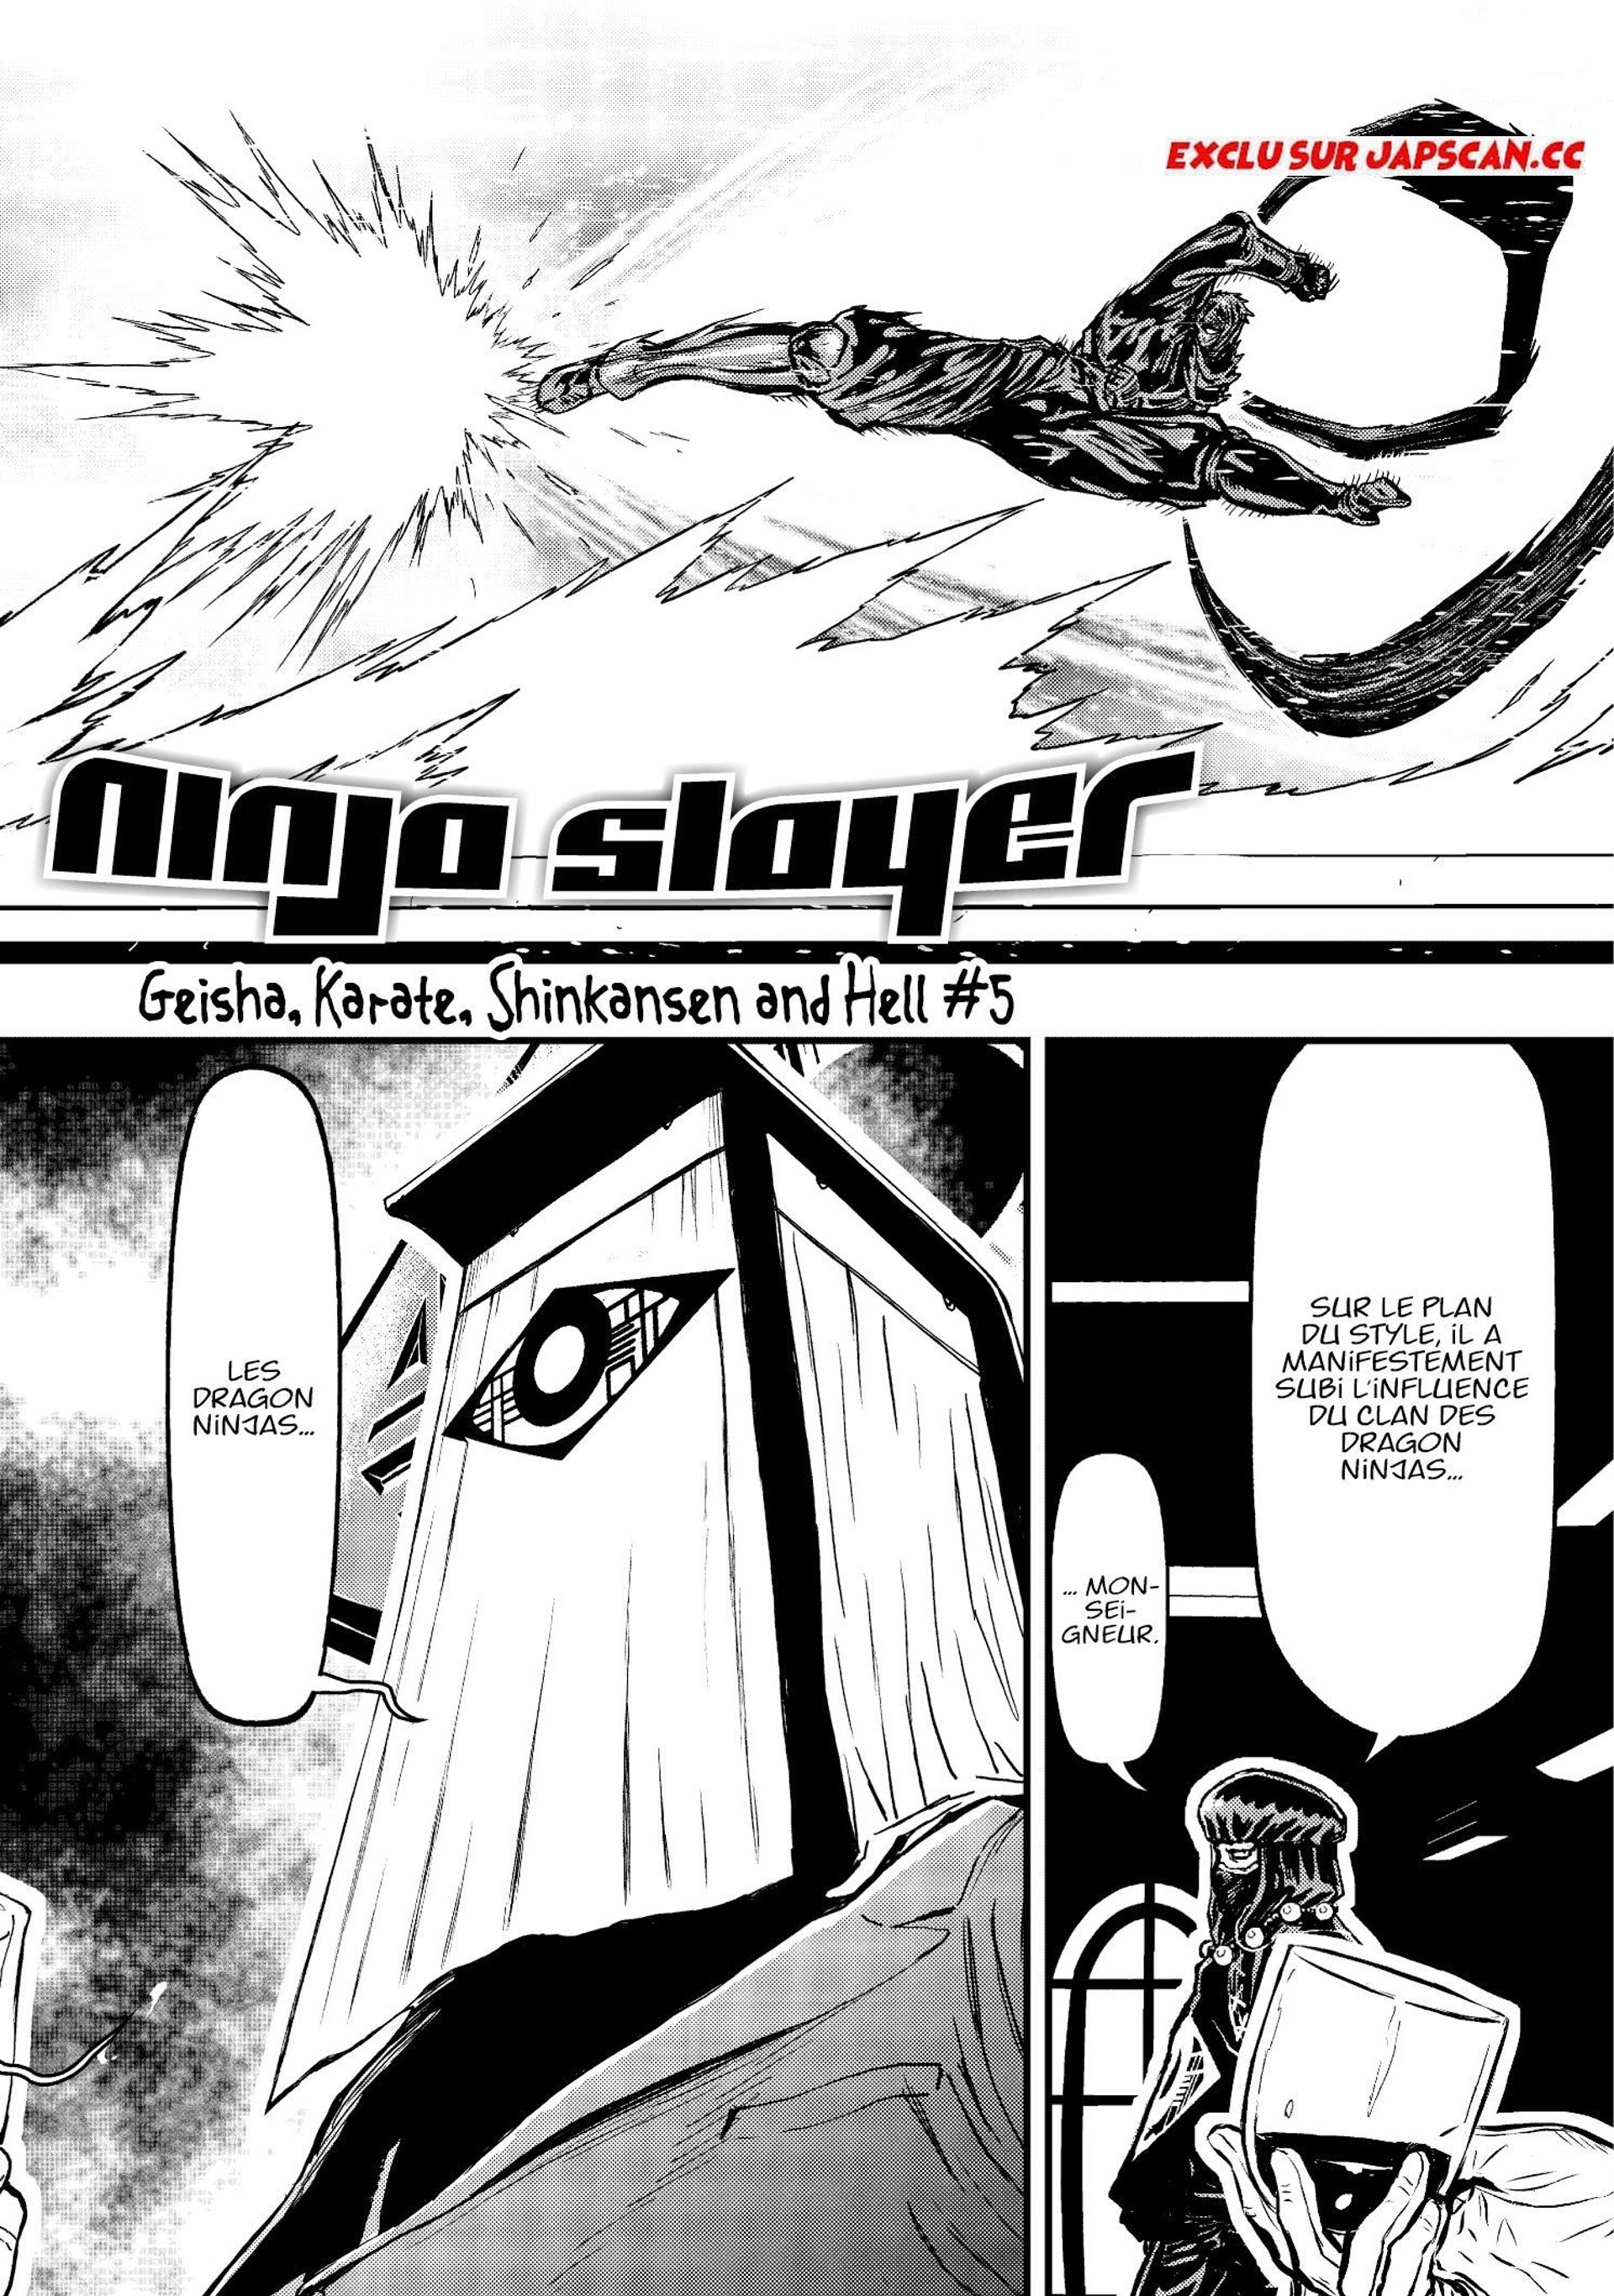 EXCLU SUR JAPSCAN.CC
ninja slayer
Geisha, Karate, Shinkansen and Hell #5
SUR LE PLAN
DU STYLE, IL A
MANIFESTEMENT
SUBI L'INFLUENCE
DU CLAN DES
DRAGON
NINJAS...
... MON-
SEI-
GNEUR.
LES
DRAGON
NINJAS...